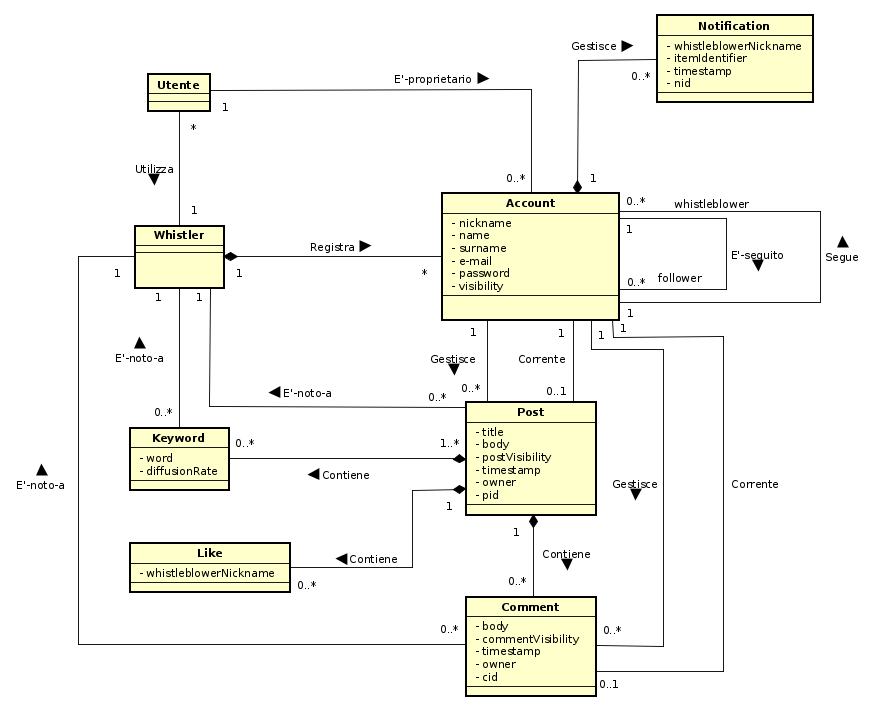 Notification
- whistleblowerNickname
- itemIdentifier
- timestamp
- nid
Gestisce
0..*
1
Utente
E'-proprietario
1
0..*
*
Utilizza
1
Whistler
1
1
1
1
Registra
*
Account
- nickname
- name
- surname
- e-mail
- password
- visibility
0..*
whistleblower
1
E'-seguito
Segue
0..*
follower
1
1
1
1
1
E'-noto-a
Gestisce
Corrente
0..*
0..1
E'-noto-a
0..*
0..*
Post
- title
- body
- postVisibility
- timestamp
- owner
- pid
Keyword
- word
- diffusionRate
0..*
1..*
Contiene
E'-noto-a
1
1
Gestisce
Corrente
Like
- whistleblowerNickname
Contiene
0..*
Contiene
0..*
Comment
- body
- commentVisibility
- timestamp
- owner
- cid
0..*
0..*
0..1